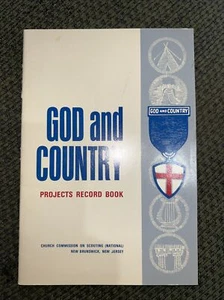 GOD and
COUNTRY
PROJECTS RECORD BOOK
GOD AND COUNTRY
CHURCH COMMISSION ON SCOUTING (NATIONAL)
NEW BRUNSWICK, NEW JERSEY